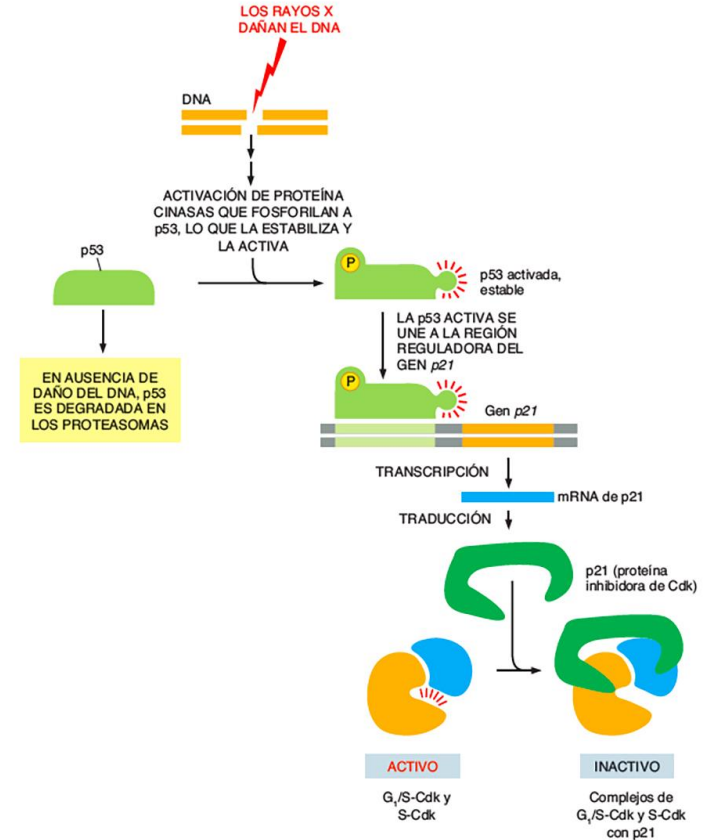 LOS RAYOS X
DAÑAN EL DNA
DNA
ACTIVACIÓN DE PROTEÍNA
CINASAS QUE FOSFORILAN A
p53, LO QUE LA ESTABILIZA Y
LA ACTIVA
p53
P
p53 activada,
estable
EN AUSENCIA DE
DAÑO DEL DNA, p53
ES DEGRADADA EN
LOS PROTEASOMAS
LA p53 ACTIVA SE
UNE A LA REGIÓN
REGULADORA DEL
GEN p21
P
Gen p21
TRANSCRIPCIÓN
mRNA de p21
TRADUCCIÓN
p21 (proteína
inhibidora de Cdk)
ACTIVO
G₁/S-Cdk y
S-Cdk
INACTIVO
Complejos de
G₁/S-Cdk y S-Cdk
con p21